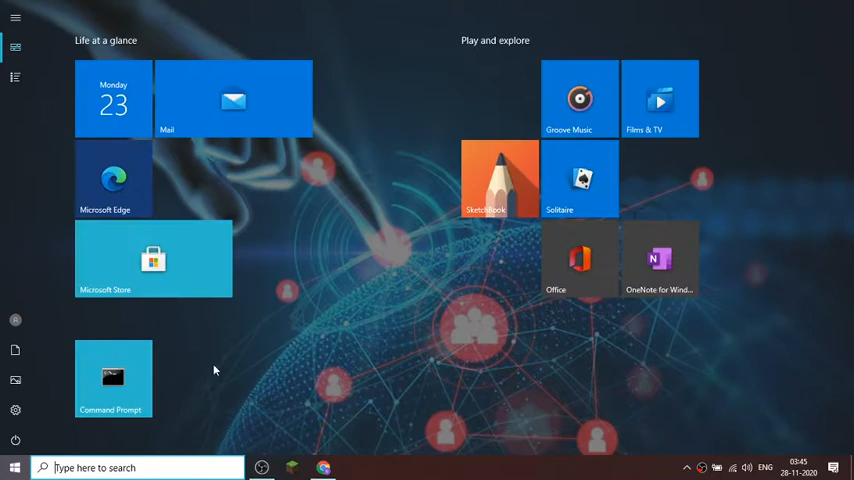 Life at a glance
Play and explore
Monday
23
Mail
Groove Music
Films & TV
Microsoft Edge
SketchBook
Solitaire
Microsoft Store
Office
OneNote for Wind...
Command Prompt
Type here to search
ENG
03:45
28-11-2020